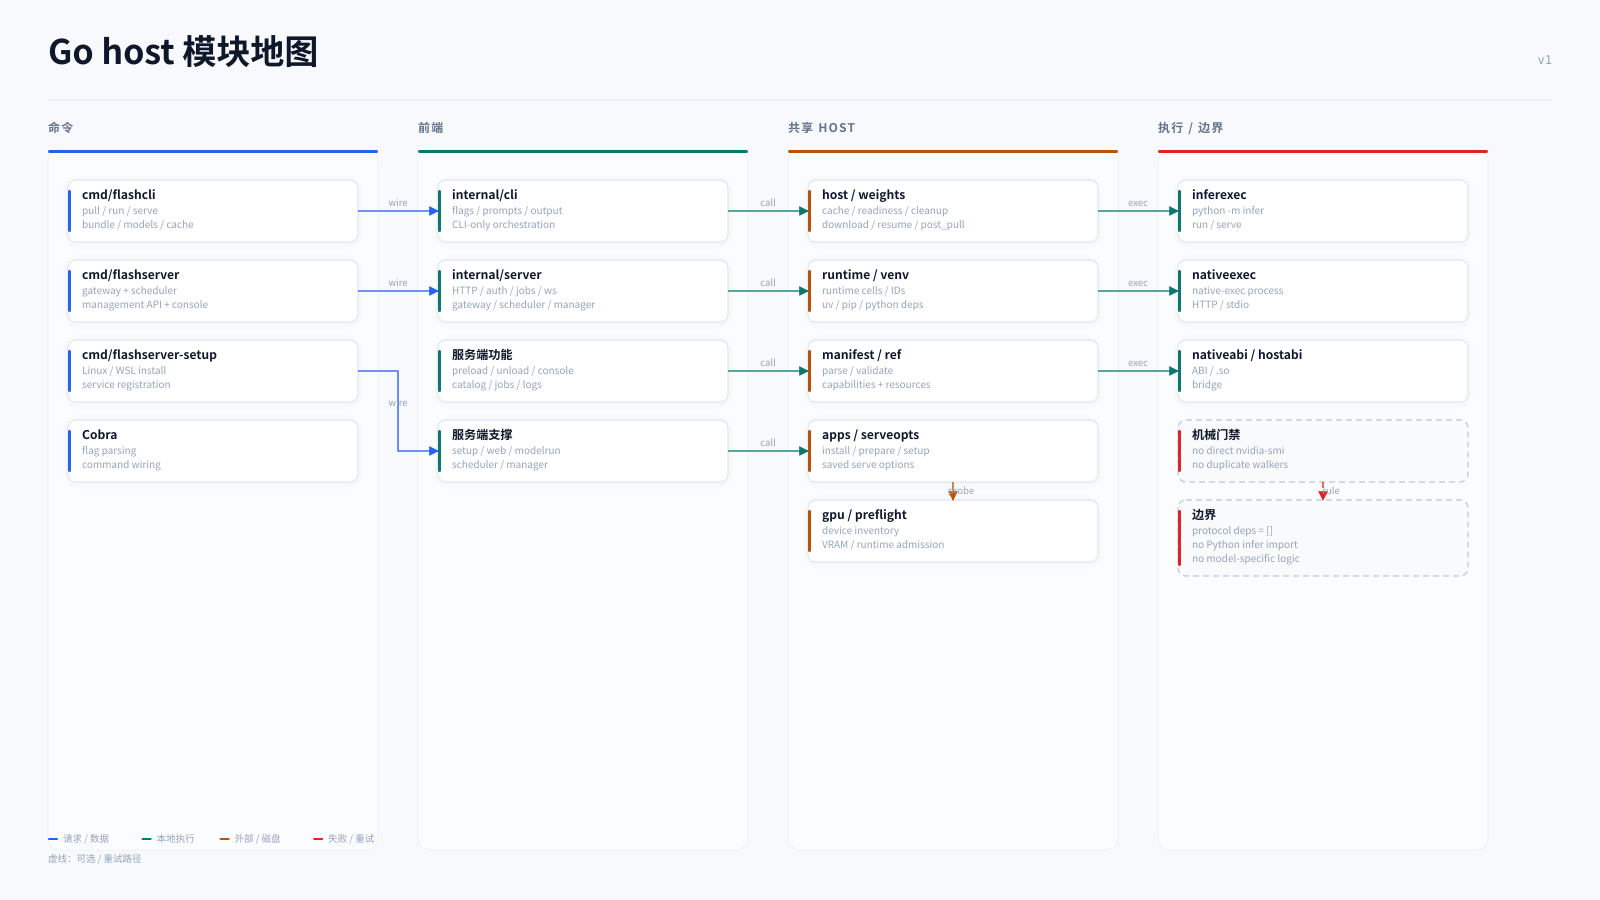 Go host 模块地图
v1
命令
前端
共享 HOST
执行 / 边界
cmd/flashcli
pull / run / serve
bundle / models / cache
wire
internal/cli
flags / prompts / output
CLI-only orchestration
call
host / weights
cache / readiness / cleanup
download / resume / post_pull
exec
inferexec
python -m infer
run / serve
cmd/flashserver
gateway + scheduler
management API + console
wire
internal/server
HTTP / auth / jobs / ws
gateway / scheduler / manager
call
runtime / venv
runtime cells / IDs
uv / pip / python deps
exec
nativeexec
native-exec process
HTTP / stdio
cmd/flashserver-setup
Linux / WSL install
service registration
wire
服务端功能
preload / unload / console
catalog / jobs / logs
call
manifest / ref
parse / validate
capabilities + resources
exec
nativeabi / hostabi
ABI / .so
bridge
Cobra
flag parsing
command wiring
服务端支撑
setup / web / modelrun
scheduler / manager
call
apps / serveopts
install / prepare / setup
saved serve options
机械门禁
no direct nvidia-smi
no duplicate walkers
probe
rule
gpu / preflight
device inventory
VRAM / runtime admission
边界
protocol deps = []
no Python infer import
no model-specific logic
请求 / 数据
本地执行
外部 / 磁盘
失败 / 重试
虚线：可选 / 重试路径